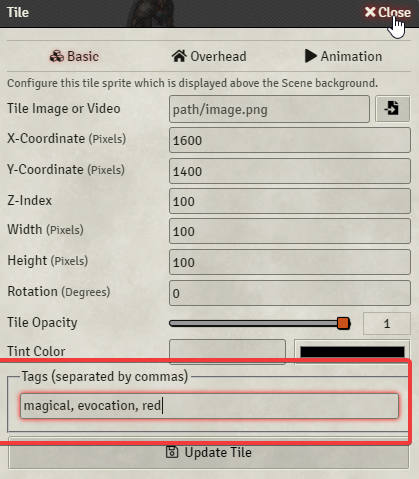 Tile Close
Basic Overhead Animation
Configure this tile sprite which is displayed above the Scene background.
Tile Image or Video path/image.png
X-Coordinate (Pixels) 1600
Y-Coordinate (Pixels) 1400
Z-Index 100
Width (Pixels) 100
Height (Pixels) 100
Rotation (Degrees) 0
Tile Opacity 1
Tint Color
Tags (separated by commas)
magical, evocation, red
Update Tile